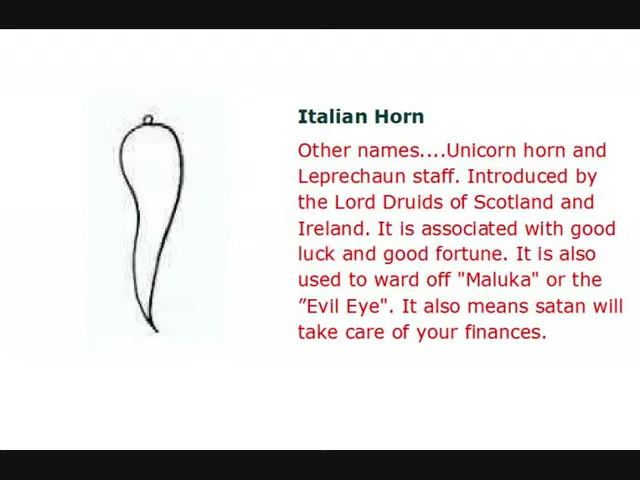 Italian Horn
Other names....Unicorn horn and
Leprechaun staff. Introduced by
the Lord Druids of Scotland and
Ireland. It is associated with good
luck and good fortune. It is also
used to ward off "Maluka" or the
”Evil Eye". It also means satan will
take care of your finances.